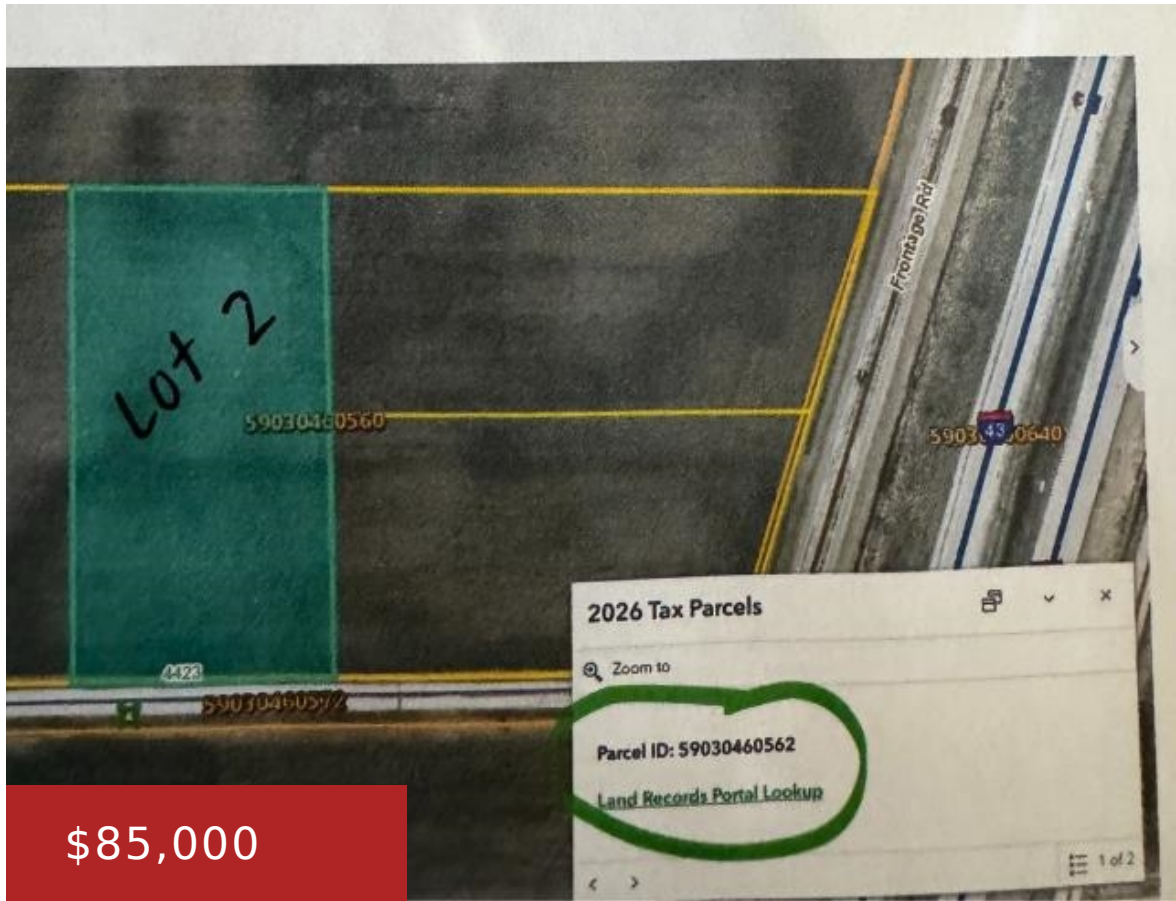 Frontage Rd
Lot 2
59030460560
43
4423
59030460572
2026 Tax Parcels
Zoom to
Parcel ID: 59030460562
Land Records Portal Lookup
1 of 2
$85,000